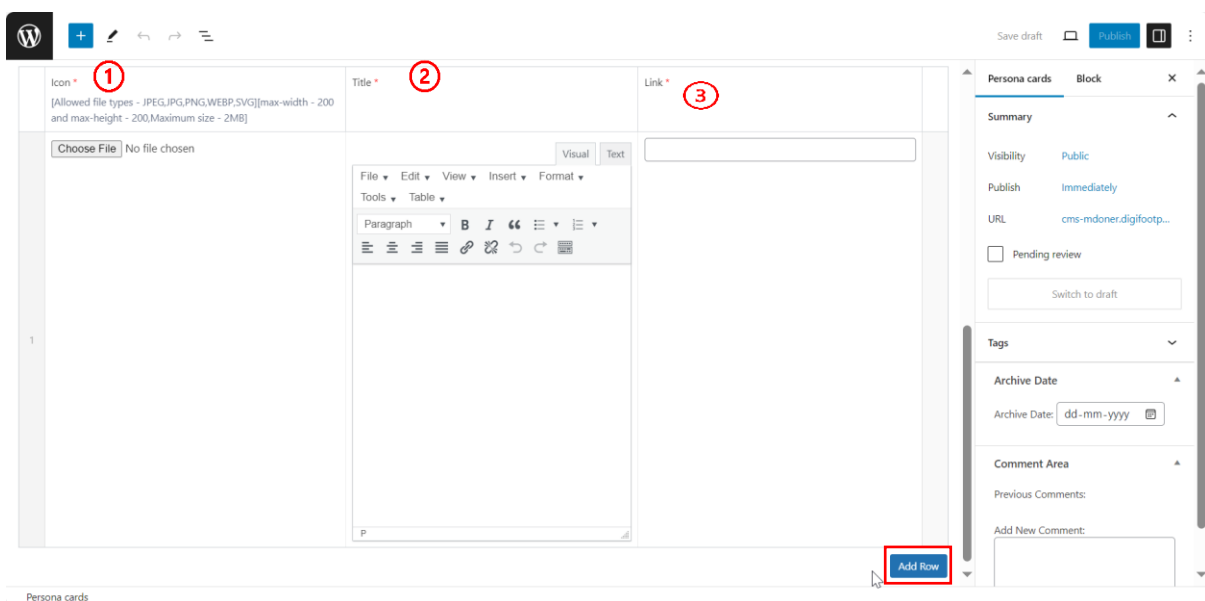 Save draft
Publish
Icon *
1
[Allowed file types - JPEG,JPG,PNG,WEBP,SVG][max-width - 200
and max-height - 200,Maximum size - 2MB]
Title *
2
Link *
3
1
Choose File No file chosen
Visual Text
File Edit View Insert Format
Tools Table
Paragraph B I
P
Add Row
Persona cards Block
Summary
Visibility Public
Publish Immediately
URL cms-mdoner.digifootp...
Pending review
Switch to draft
Tags
Archive Date
Archive Date: dd-mm-yyyy
Comment Area
Previous Comments:
Add New Comment:
Persona cards